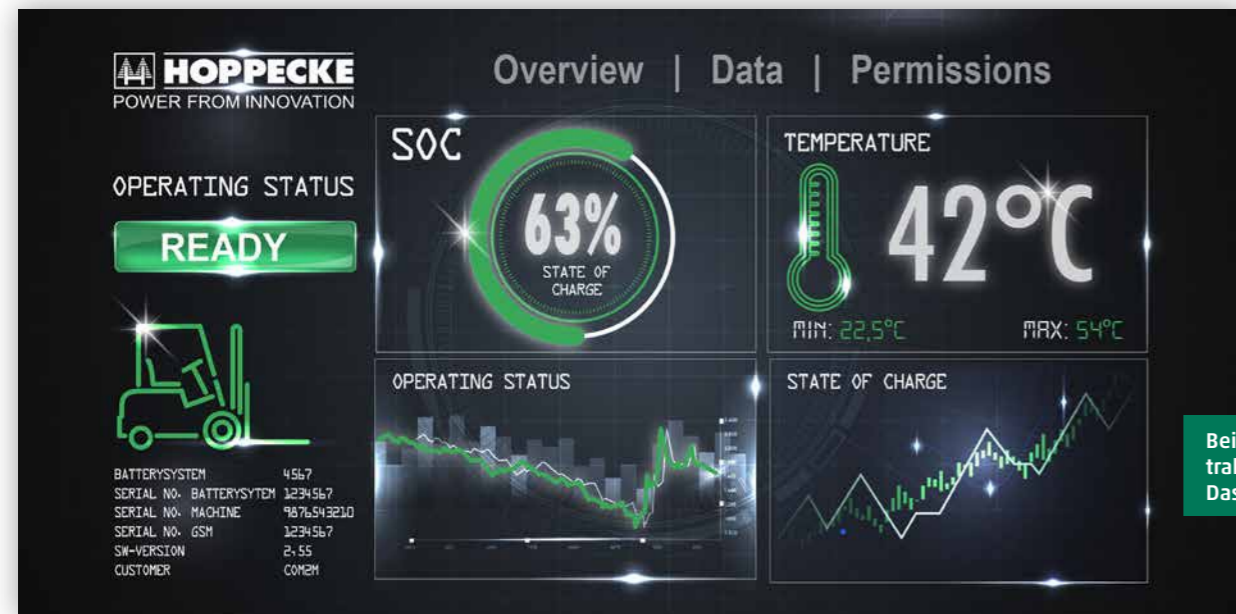 HOPPECKE
POWER FROM INNOVATION
Overview | Data | Permissions
OPERATING STATUS
READY
BATTERYSYSTEM 4567
SERIAL NO. BATTERYSYTEM 1234567
SERIAL NO. MACHINE 9876543210
SERIAL NO. GSM 1234567
SW-VERSION 2.55
CUSTOMER COM2M
SOC
63%
STATE OF
CHARGE
TEMPERATURE
42°C
MIN: 22,5°C MAX: 54°C
OPERATING STATUS
STATE OF CHARGE
Bei
tral
Das